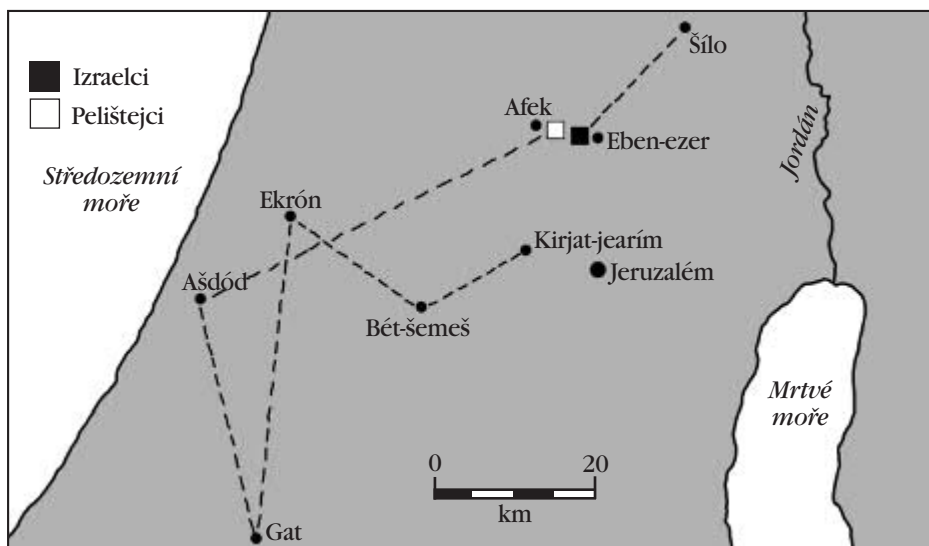 Izraelci
Pelištejci
Šílo
Afek
Eben-ezer
Jordán
Středozemní
moře
Ekrón
Kirjat-jearím
Jeruzalém
Ašdód
Bét-šemeš
Mrtvé
moře
0 20
km
Gat